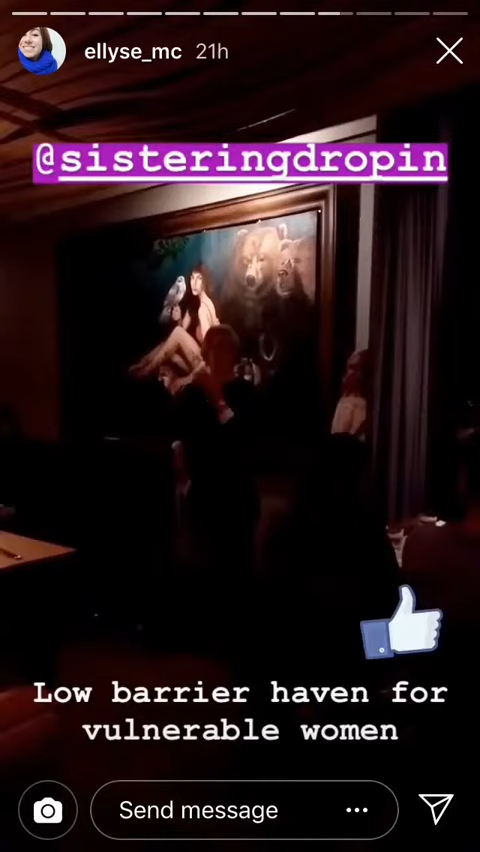 ellyse_mc 21h
@sisteringdropin
Low barrier haven for
vulnerable women
Send message